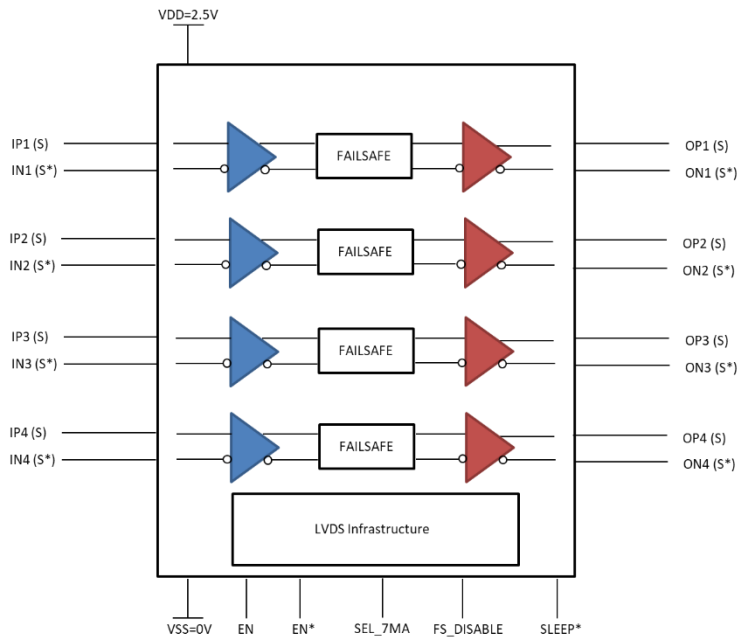 VDD=2.5V
IP1 (S)
IN1 (S*)
FAILSAFE
OP1 (S)
ON1 (S*)
IP2 (S)
IN2 (S*)
FAILSAFE
OP2 (S)
ON2 (S*)
IP3 (S)
IN3 (S*)
FAILSAFE
OP3 (S)
ON3 (S*)
IP4 (S)
IN4 (S*)
FAILSAFE
OP4 (S)
ON4 (S*)
LVDS Infrastructure
VSS=0V EN EN* SEL_7MA FS_DISABLE SLEEP*